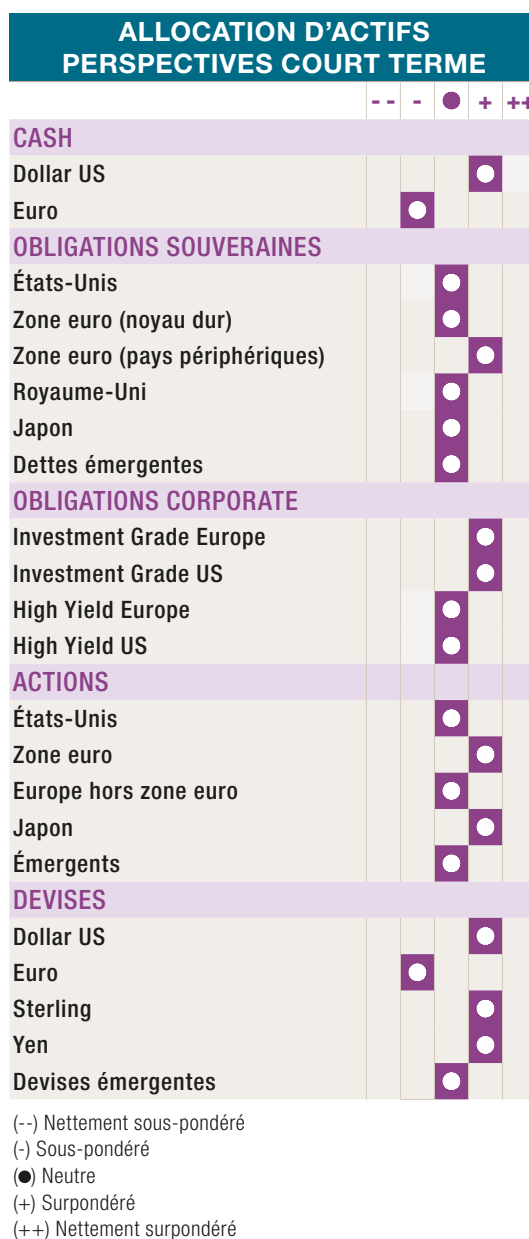 ALLOCATION D'ACTIFS
PERSPECTIVES COURT TERME
-- - ● + ++
CASH
Dollar US
Euro
OBLIGATIONS SOUVERAINES
États-Unis
Zone euro (noyau dur)
Zone euro (pays périphériques)
Royaume-Uni
Japon
Dettes émergentes
OBLIGATIONS CORPORATE
Investment Grade Europe
Investment Grade US
High Yield Europe
High Yield US
ACTIONS
États-Unis
Zone euro
Europe hors zone euro
Japon
Émergents
DEVISES
Dollar US
Euro
Sterling
Yen
Devises émergentes
(--) Nettement sous-pondéré
(-) Sous-pondéré
(●) Neutre
(+) Surpondéré
(++) Nettement surpondéré